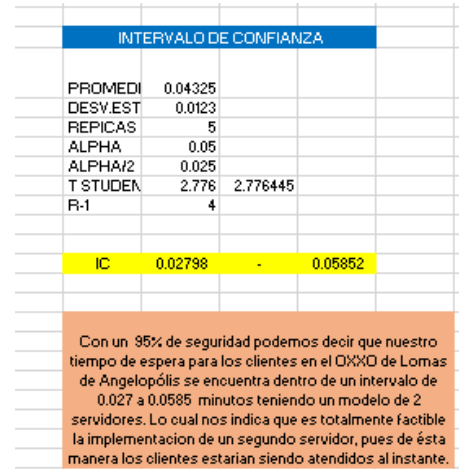 INTERVALO DE CONFIANZA
PROMEDI 0.04325
DESV.EST 0.0123
REPICAS 5
ALPHA 0.05
ALPHA/2 0.025
T STUDEN 2.776 2.776445
R-1 4
IC 0.02798 - 0.05852
Con un 95% de seguridad podemos decir que nuestro
tiempo de espera para los clientes en el OXXO de Lomas
de Angelopólis se encuentra dentro de un intervalo de
0.027 a 0.0585 minutos teniendo un modelo de 2
servidores. Lo cual nos indica que es totalmente factible
la implementacion de un segundo servidor, pues de ésta
manera los clientes estarian siendo atendidos al instante.